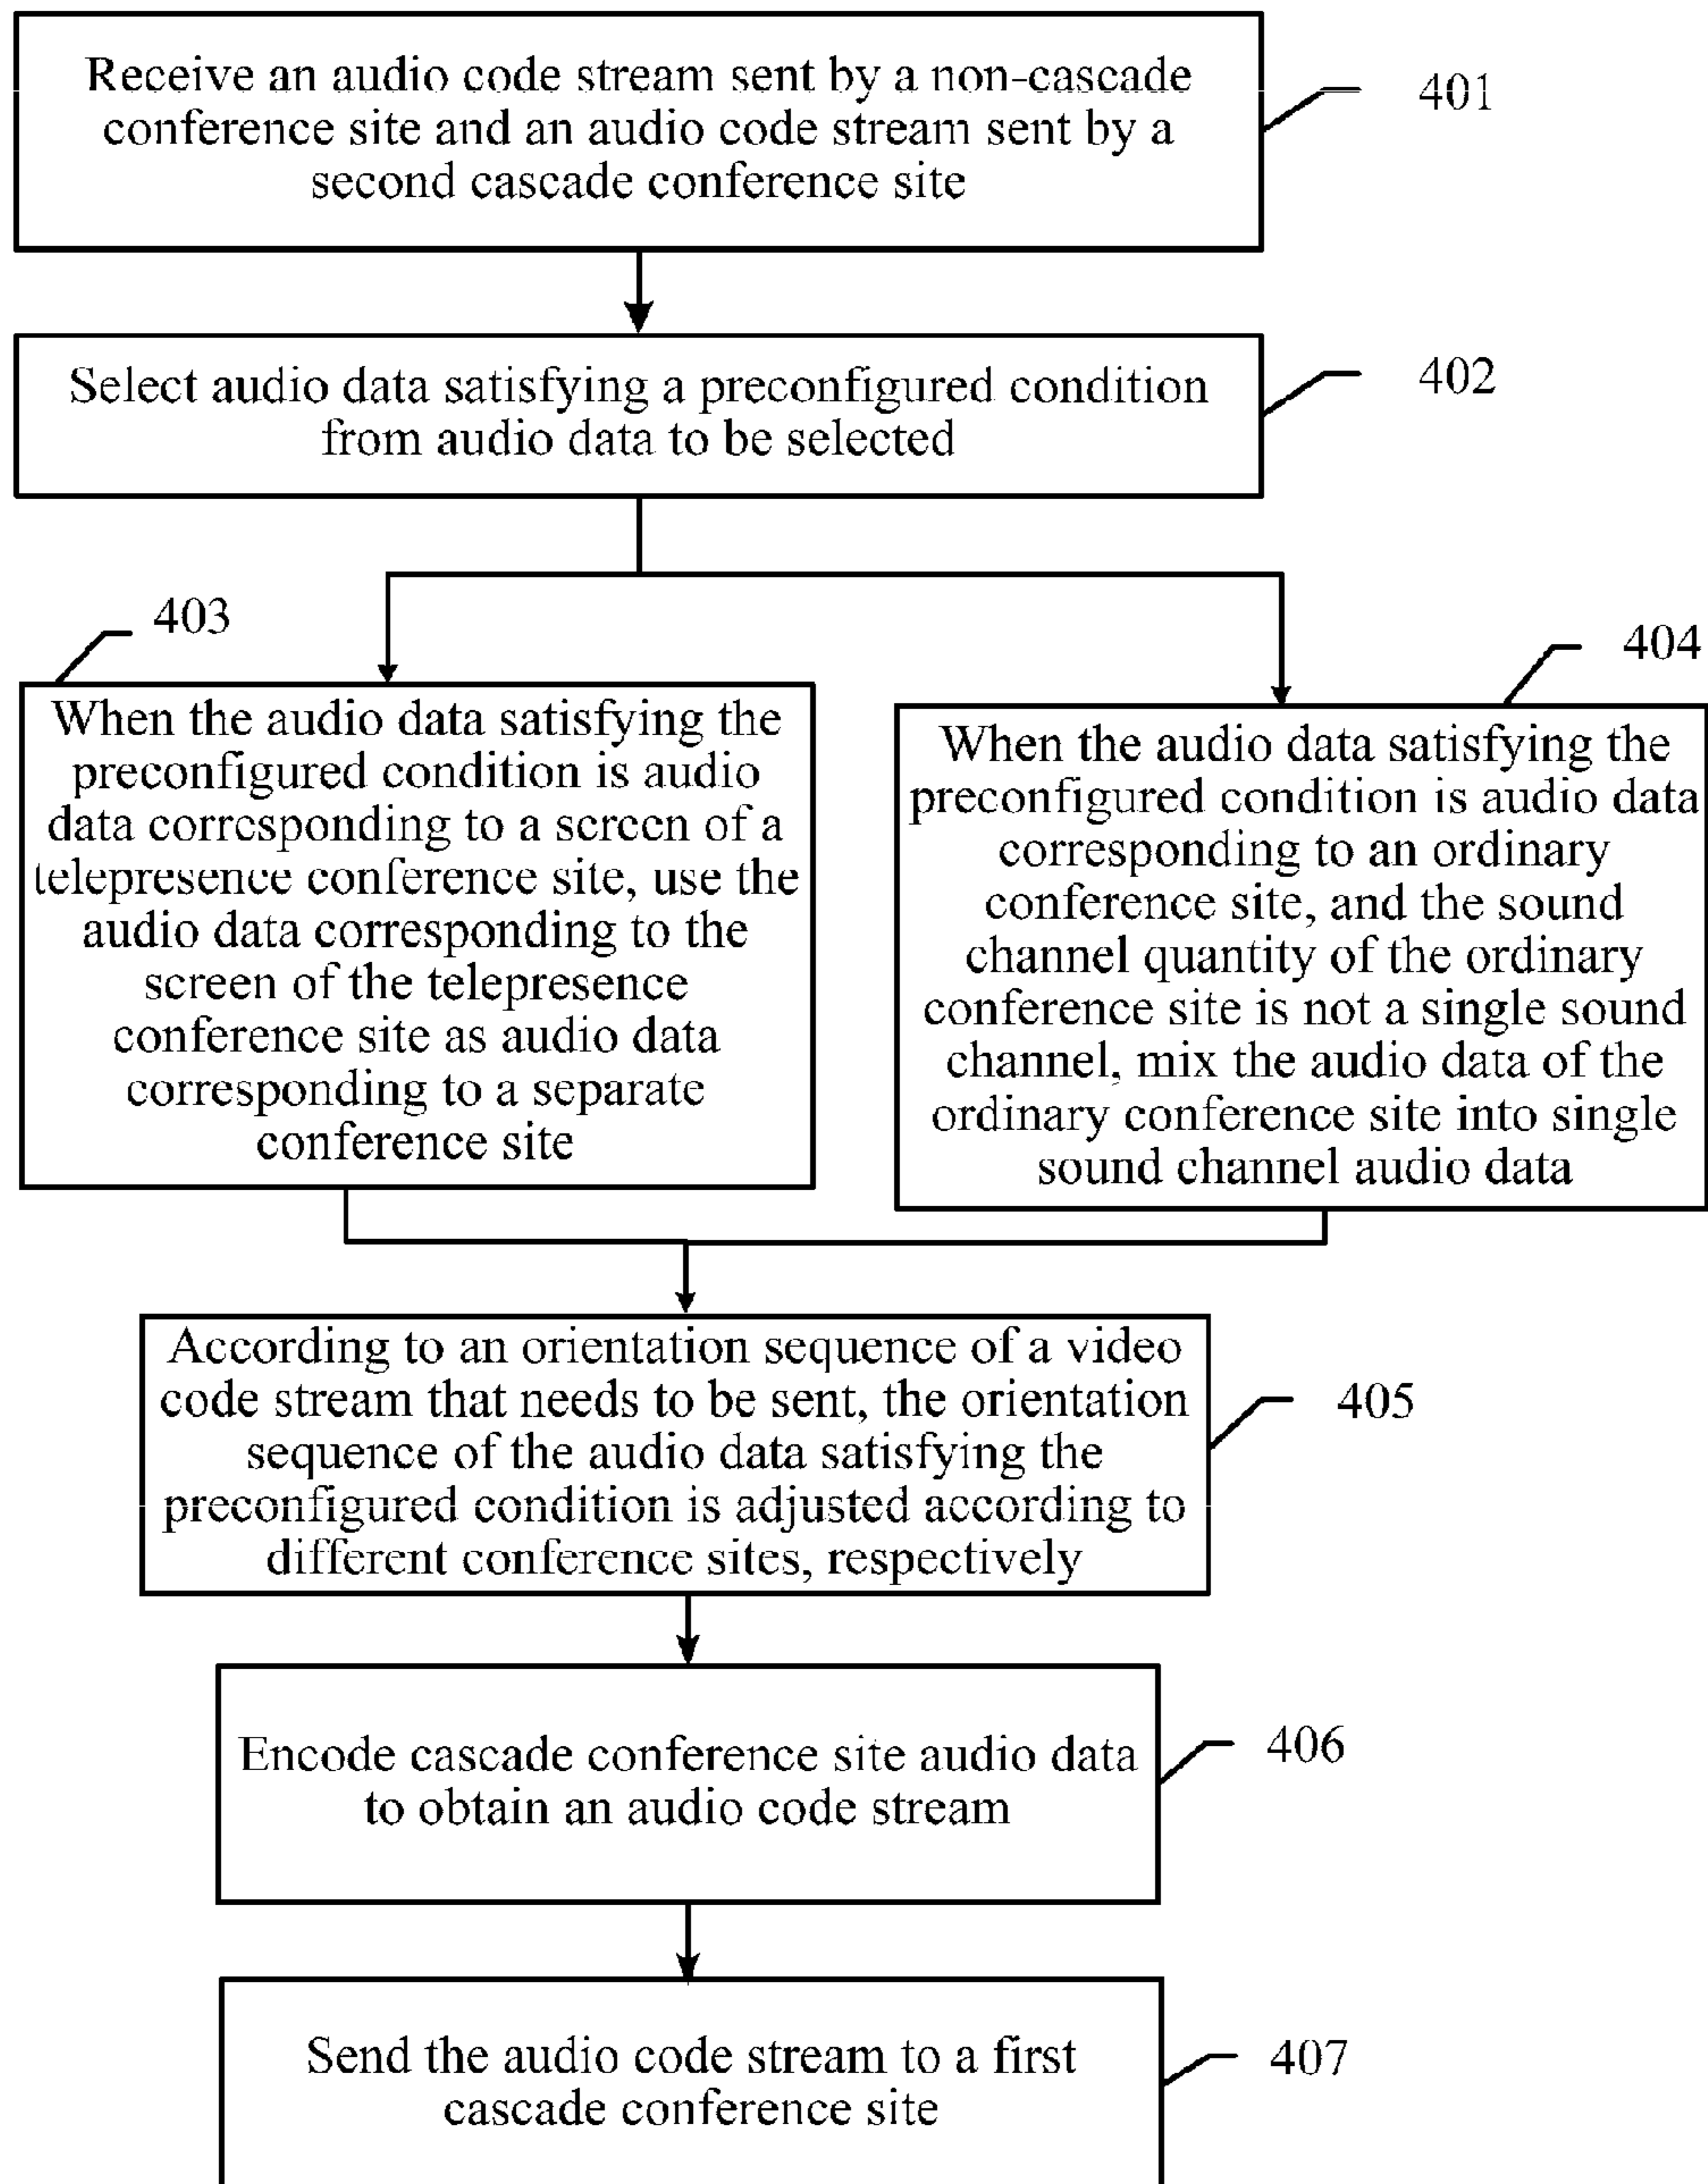 Receive an audio code stream sent by a non-cascade
conference site and an audio code stream sent by a
second cascade conference site
401
Select audio data satisfying a preconfigured condition
from audio data to be selected
402
403
When the audio data satisfying the
preconfigured condition is audio
data corresponding to a screen of a
telepresence conference site, use the
audio data corresponding to the
screen of the telepresence
conference site as audio data
corresponding to a separate
conference site
404
When the audio data satisfying the
preconfigured condition is audio data
corresponding to an ordinary
conference site, and the sound
channel quantity of the ordinary
conference site is not a single sound
channel, mix the audio data of the
ordinary conference site into single
sound channel audio data
According to an orientation sequence of a video
code stream that needs to be sent, the orientation
sequence of the audio data satisfying the
preconfigured condition is adjusted according to
different conference sites, respectively
405
Encode cascade conference site audio data
to obtain an audio code stream
406
Send the audio code stream to a first
cascade conference site
407